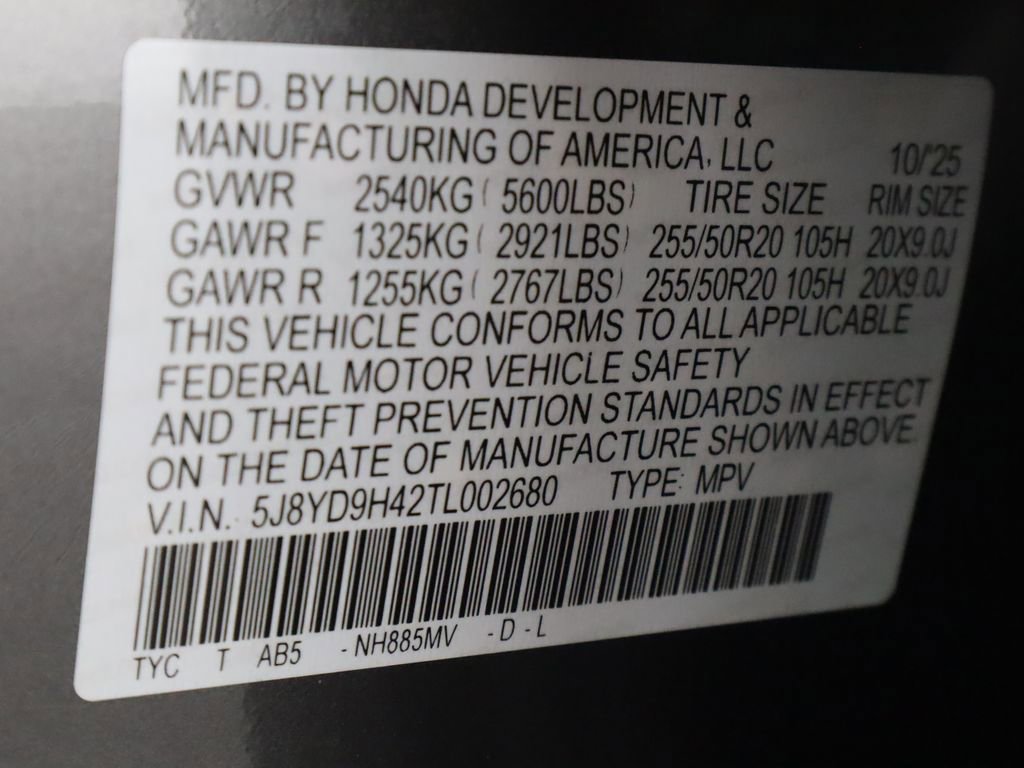 MFD. BY HONDA DEVELOPMENT &
MANUFACTURING OF AMERICA, LLC 10/'25
GVWR 2540KG ( 5600LBS) TIRE SIZE RIM SIZE
GAWR F 1325KG ( 2921LBS) 255/50R20 105H 20X9.0J
GAWR R 1255KG ( 2767LBS) 255/50R20 105H 20X9.0J
THIS VEHICLE CONFORMS TO ALL APPLICABLE
FEDERAL MOTOR VEHICLE SAFETY
AND THEFT PREVENTION STANDARDS IN EFFECT
ON THE DATE OF MANUFACTURE SHOWN ABOVE.
V.I.N. 5J8YD9H42TL002680 TYPE: MPV
TYC T AB5 -NH885MV -D -L